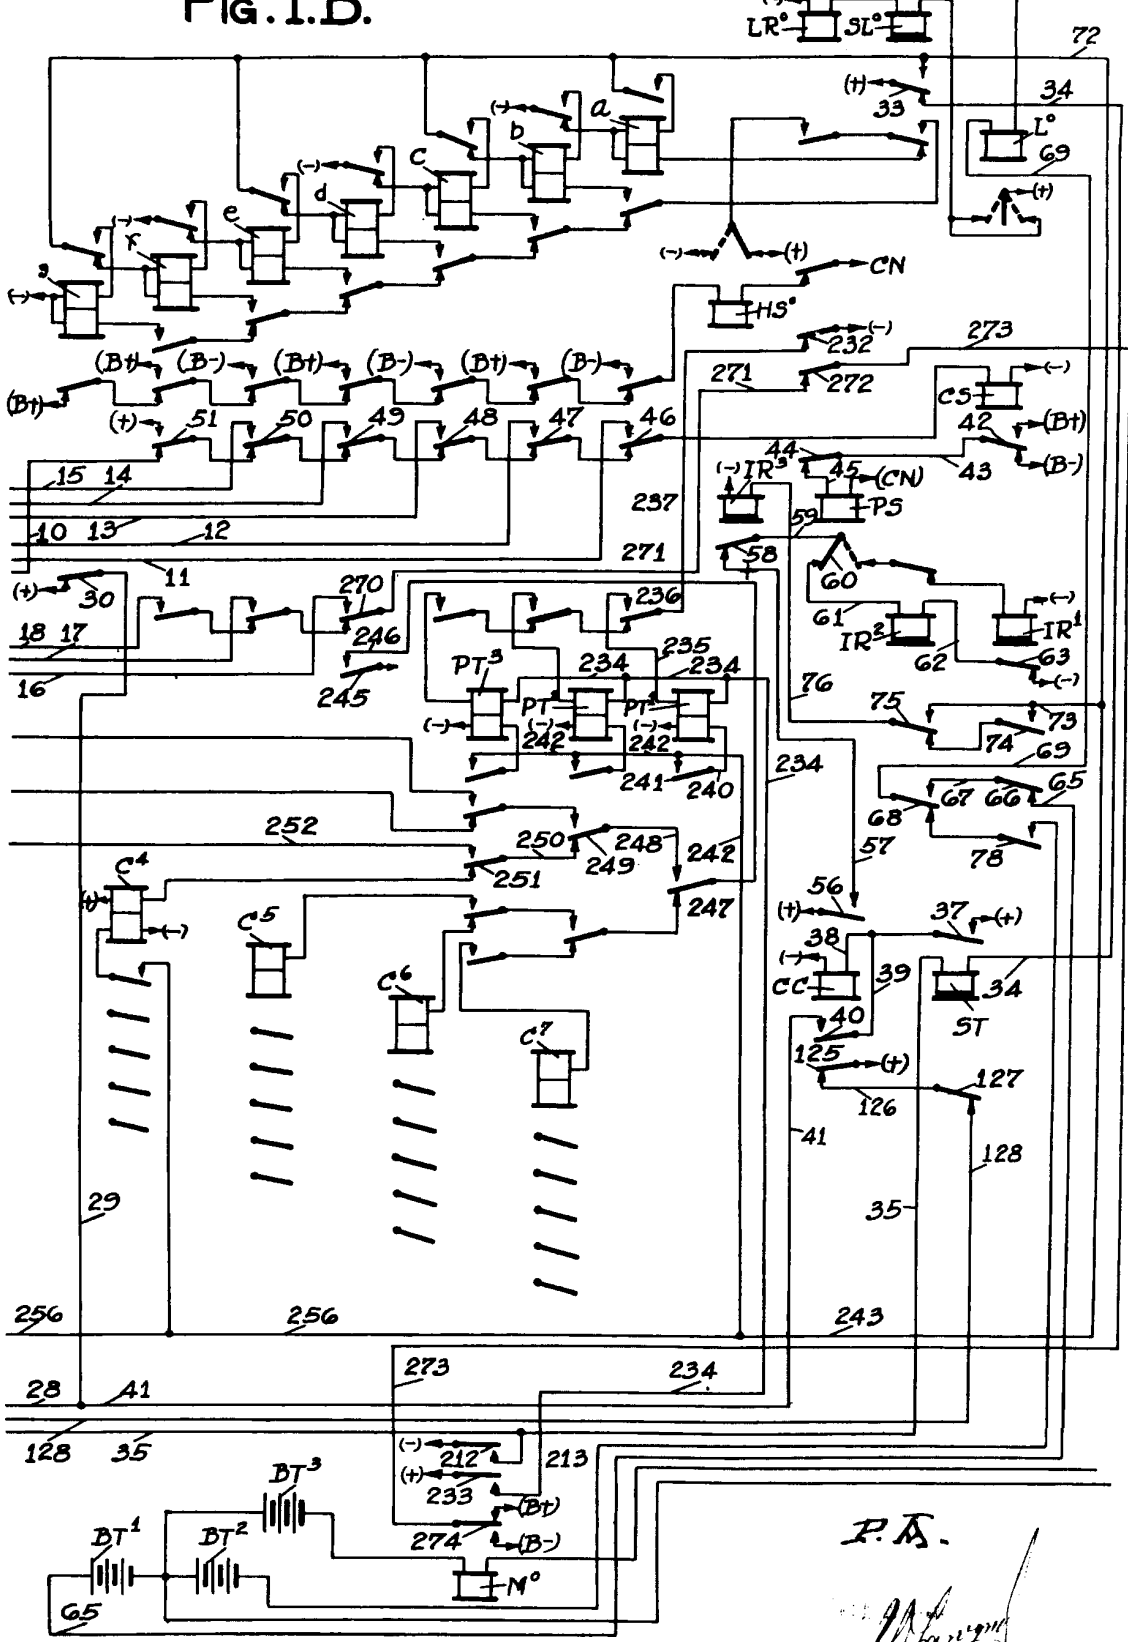 FIG. 1.B.
(-) LR° SL°
72
(+) 33 34
(-) a
b
L°
69
c
(-) d
(+)
(-) e
f
(-) (+)
CN
(-) g
HS°
(B+) (B-) (B+) (B-) (B+) (B-)
(-) 232 273
(B+)
271 272 (-)
CS
(+) 51 50 49 48 47 46
42 (B+)
44 43 (B-)
15 14
(-) IR³ 45 (CN)
237 PS
13 12
59
10
271 58 60
11
(+) 30 270
236 61 IR² (-) IR¹
18 17 246
62 63
16 245
PT³ 234 235 234
(-)
76
PT PT
75 73
(-) (-) (-)
74
242 242
69
241 240 234
67 66 65
68
252 250 248
249 242 57 78
C⁴ 251
247
(+) 56 37
C⁵ (+)
(+) (-)
38
(-) CC 39 34
C⁶
40 ST
C⁷
125 (+)
127
126
41
128
29 35
256 256 243
273 234
28 41
128 35 (-) 212 213
(+) 233
BT³ (B+)
274 (B-)
BT¹ BT²
M°
65